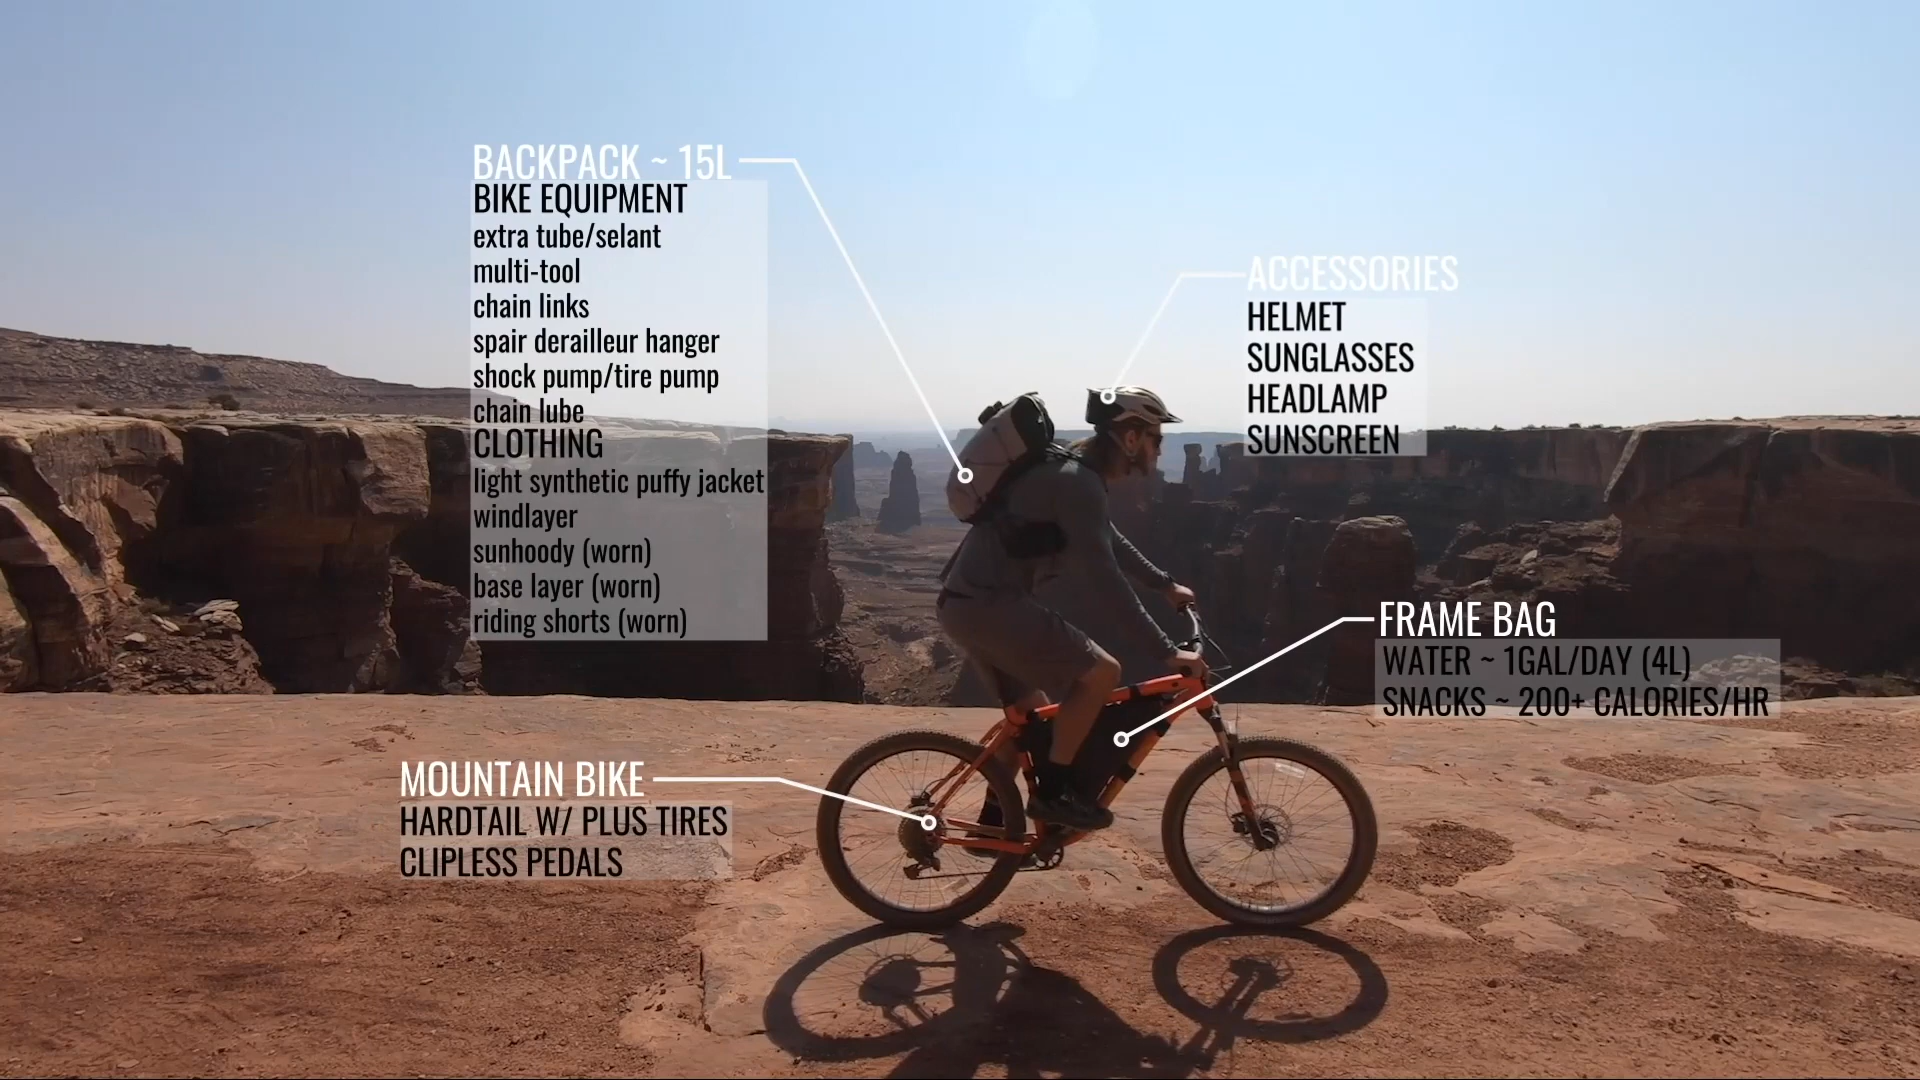 BACKPACK ~ 15L
BIKE EQUIPMENT
extra tube/selant
multi-tool
chain links
spair derailleur hanger
shock pump/tire pump
chain lube
CLOTHING
light synthetic puffy jacket
windlayer
sunhoody (worn)
base layer (worn)
riding shorts (worn)
ACCESSORIES
HELMET
SUNGLASSES
HEADLAMP
SUNSCREEN
FRAME BAG
WATER ~ 1GAL/DAY (4L)
SNACKS ~ 200+ CALORIES/HR
MOUNTAIN BIKE
HARDTAIL W/ PLUS TIRES
CLIPLESS PEDALS